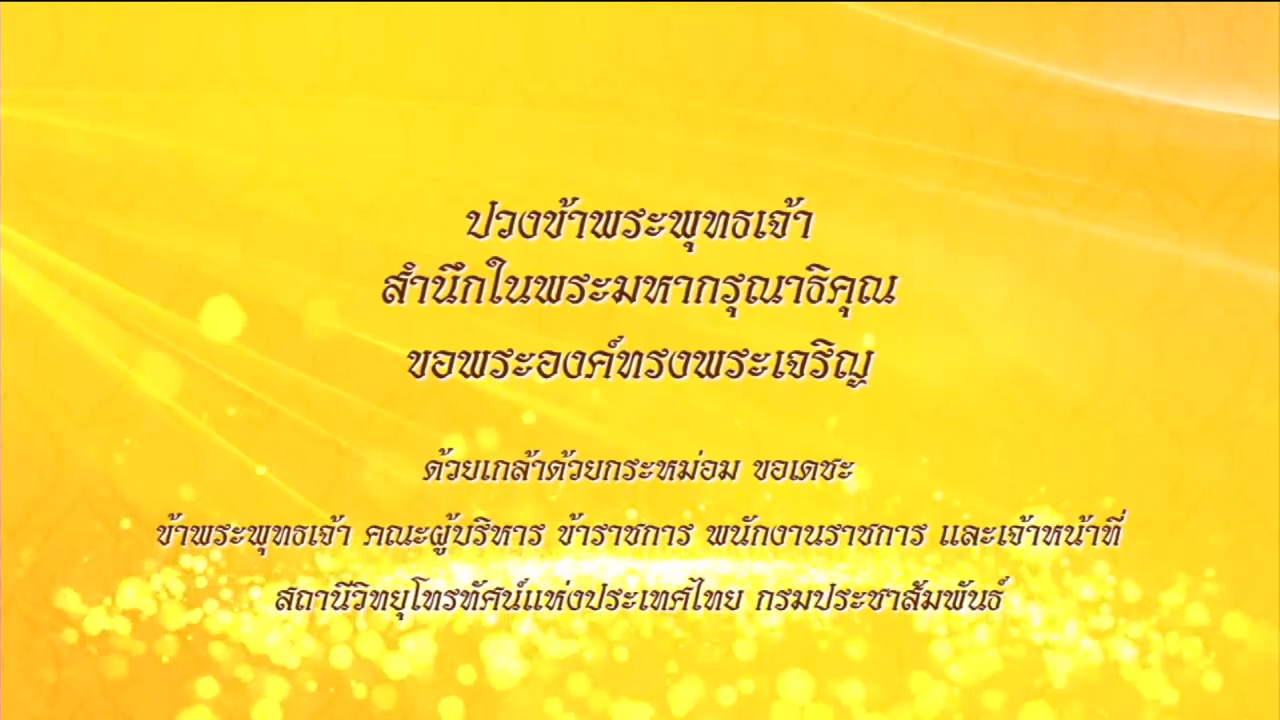 ปวงข้าพระพุทธเจ้า
สำนึกในพระมหากรุณาธิคุณ
ขอพระองค์ทรงพระเจริญ
ด้วยเกล้าด้วยกระหม่อม ขอเดชะ
ข้าพระพุทธเจ้า คณะผู้บริหาร ข้าราชการ พนักงานราชการ และเจ้าหน้าที่
สถานีวิทยุโทรทัศน์แห่งประเทศไทย กรมประชาสัมพันธ์